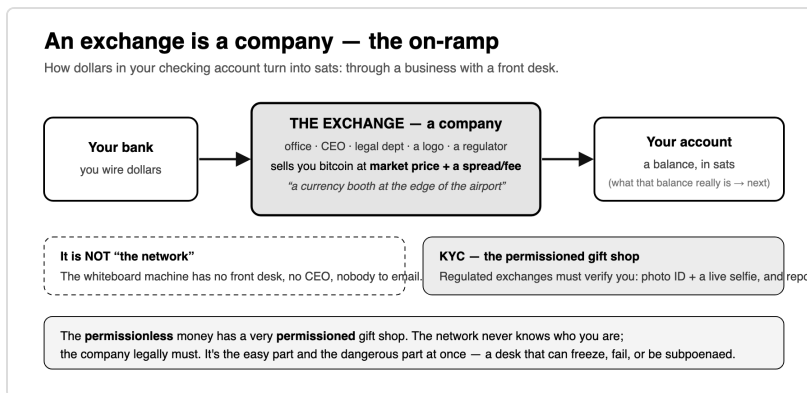 An exchange is a company — the on-ramp
How dollars in your checking account turn into sats: through a business with a front desk.
Your bank
you wire dollars
THE EXCHANGE — a company
office · CEO · legal dept · a logo · a regulator
sells you bitcoin at market price + a spread/fee
“a currency booth at the edge of the airport”
Your account
a balance, in sats
(what that balance really is → next)
It is NOT “the network”
The whiteboard machine has no front desk, no CEO, nobody to email.
KYC — the permissioned gift shop
Regulated exchanges must verify you: photo ID + a live selfie, and
The permissionless money has a very permissioned gift shop. The network never knows who you are;
the company legally must. It's the easy part and the dangerous part at once — a desk that can freeze, fail, or be subpoenaed.